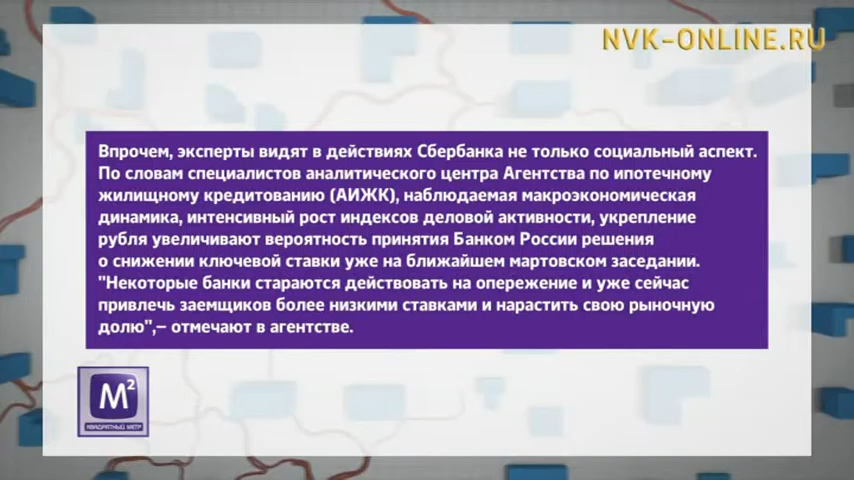 NVK-ONLINE.RU
Впрочем, эксперты видят в действиях Сбербанка не только социальный аспект.
По словам специалистов аналитического центра Агентства по ипотечному
жилищному кредитованию (АИЖК), наблюдаемая макроэкономическая
динамика, интенсивный рост индексов деловой активности, укрепление
рубля увеличивают вероятность принятия Банком России решения
о снижении ключевой ставки уже на ближайшем мартовском заседании.
"Некоторые банки стараются действовать на опережение и уже сейчас
привлечь заемщиков более низкими ставками и нарастить свою рыночную
долю",– отмечают в агентстве.
М²
КВАДРАТНЫЙ МЕТР